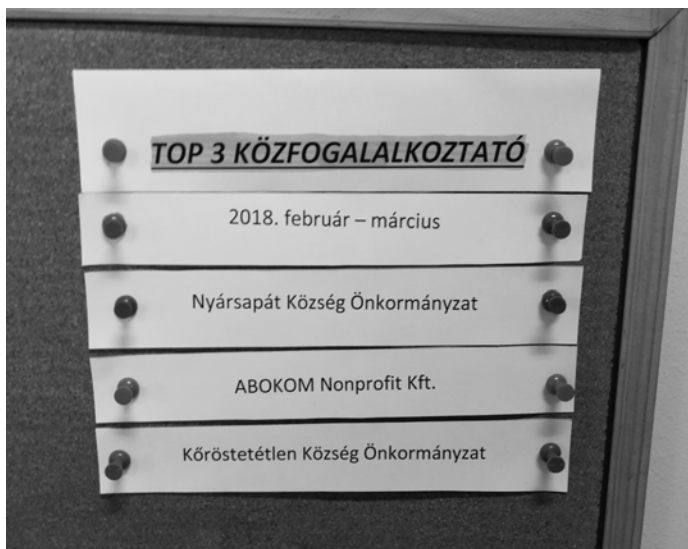 TOP 3 KÖZFOGALALKOZTATÓ
2018. február – március
Nyársapát Község Önkormányzat
ABOKOM Nonprofit Kft.
Kőröstetétlen Község Önkormányzat